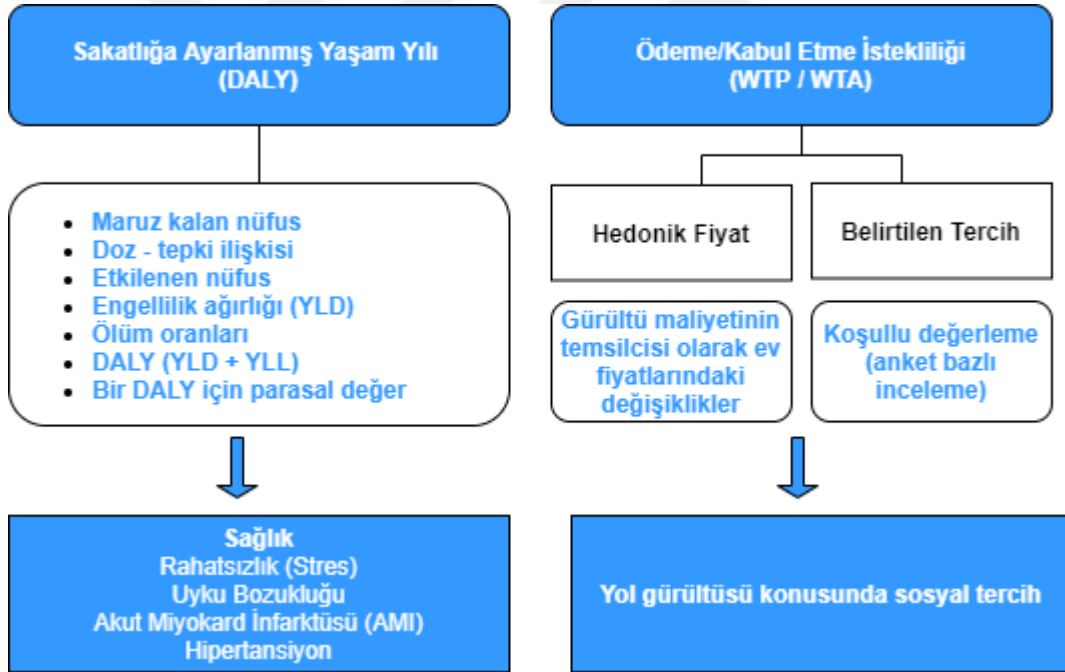 Sakatlığa Ayarlanmış Yaşam Yılı
(DALY)
Maruz kalan nüfus
Doz - tepki ilişkisi
Etkilenen nüfus
Engellilik ağırlığı (YLD)
Ölüm oranları
DALY (YLD + YLL)
Bir DALY için parasal değer
Sağlık
Rahatsızlık (Stres)
Uyku Bozukluğu
Akut Miyokard İnfarktüsü (AMI)
Hipertansiyon
Ödeme/Kabul Etme İstekliliği
(WTP / WTA)
Hedonik Fiyat
Gürültü maliyetinin
temsilcisi olarak ev
fiyatlarındaki
değişiklikler
Belirtilen Tercih
Koşullu değerleme
(anket bazlı
inceleme)
Yol gürültüsü konusunda sosyal tercih